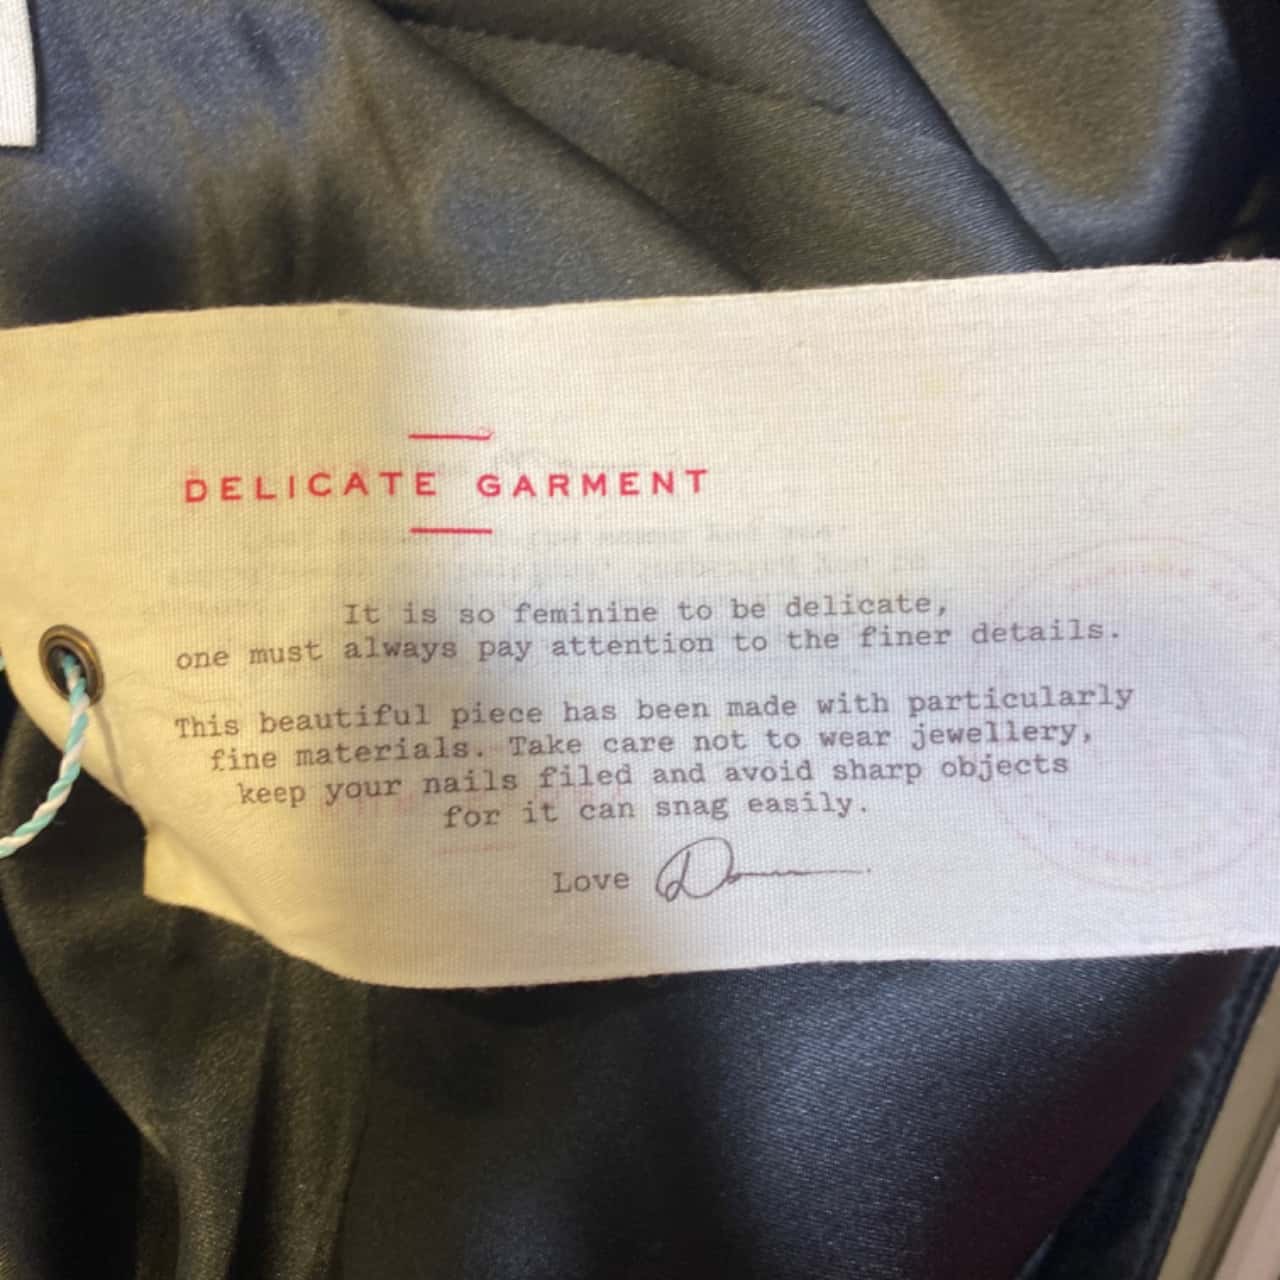 DELICATE GARMENT
It is so feminine to be delicate,
one must always pay attention to the finer details.
This beautiful piece has been made with particularly
fine materials. Take care not to wear jewellery,
keep your nails filed and avoid sharp objects
for it can snag easily.
Love